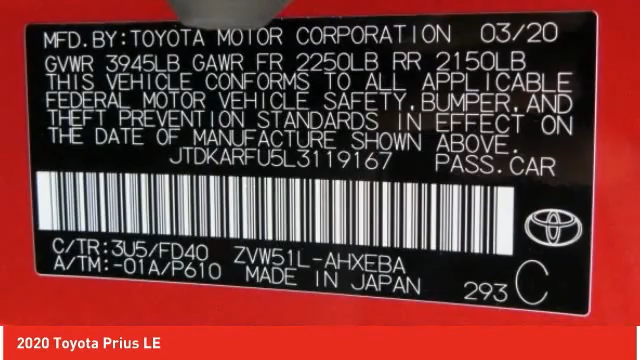 MFD. BY: TOYOTA MOTOR CORPORATION 03/20
GVWR 3945LB GAWR FR 2250LB RR 2150LB
THIS VEHICLE CONFORMS TO ALL APPLICABLE
FEDERAL MOTOR VEHICLE SAFETY, BUMPER, AND
THEFT PREVENTION STANDARDS IN EFFECT ON
THE DATE OF MANUFACTURE SHOWN ABOVE.
JTDKARFU5L3119167 PASS. CAR
C/TR: 3U5/FD40 ZVW51L-AHXEBA
A/TM: -01A/P610 MADE IN JAPAN 293 C
2020 Toyota Prius LE